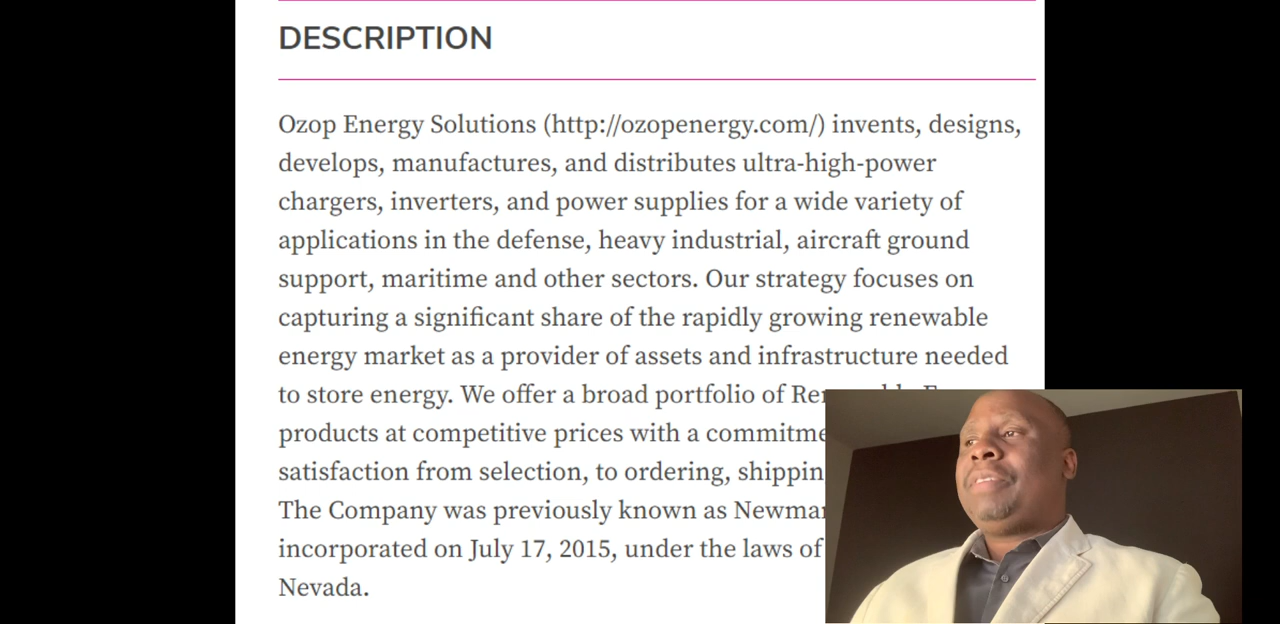 DESCRIPTION
Ozop Energy Solutions (http://ozopenergy.com/) invents, designs,
develops, manufactures, and distributes ultra-high-power
chargers, inverters, and power supplies for a wide variety of
applications in the defense, heavy industrial, aircraft ground
support, maritime and other sectors. Our strategy focuses on
capturing a significant share of the rapidly growing renewable
energy market as a provider of assets and infrastructure needed
to store energy. We offer a broad portfolio of
products at competitive prices with a
satisfaction from selection, to ordering,
The Company was previously known as
incorporated on July 17, 2015, under the laws of
Nevada.